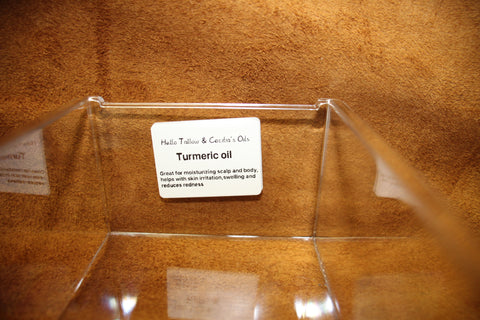 Hello Tallow & Cecilia's Oils
Turmeric oil
Great for moisturizing scalp and body,
helps with skin irritation, swelling and
reduces redness